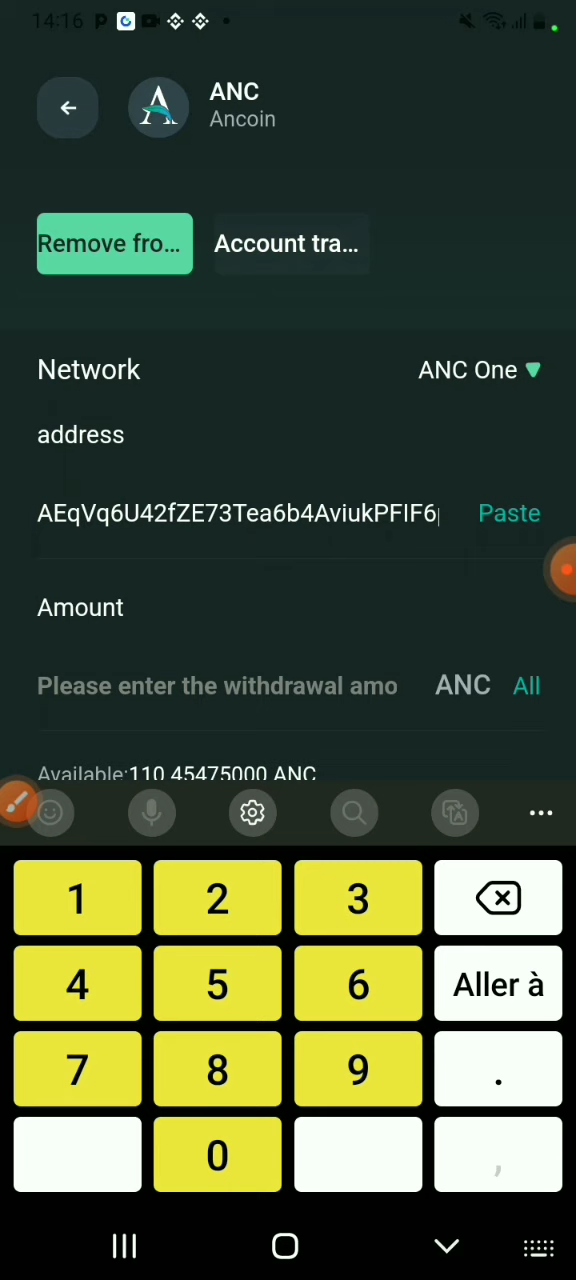 14:16
ANC
Ancoin
Remove fro...
Account tra...
Network
ANC One
address
AEqVq6U42fZE73Tea6b4AviukPFIF6
Paste
Amount
Please enter the withdrawal amo
ANC
All
Available:110.45475000 ANC
1 2 3
4 5 6 Aller à
7 8 9 .
0 ,